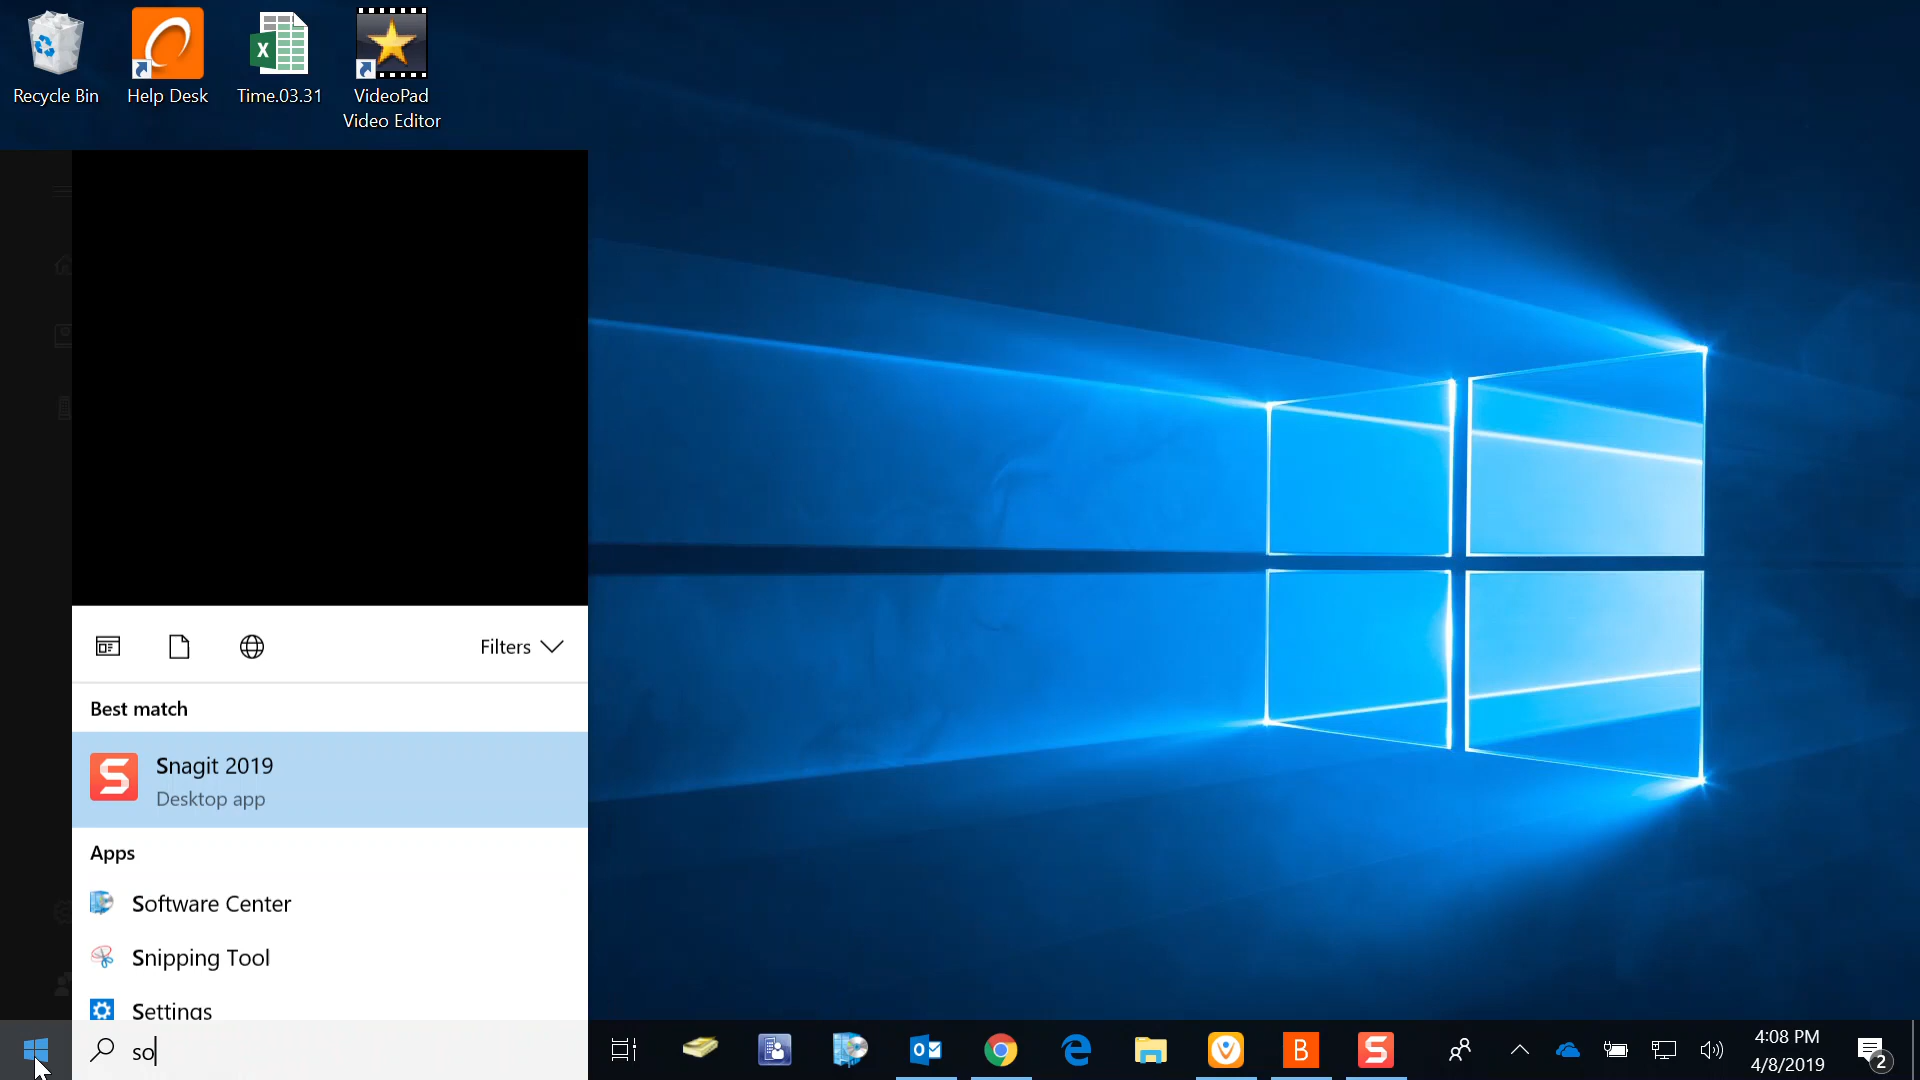 Recycle Bin
Help Desk
Time.03.31
VideoPad
Video Editor
Filters
Best match
Snagit 2019
Desktop app
Apps
Software Center
Snipping Tool
Settings
so
4:08 PM
4/8/2019
2